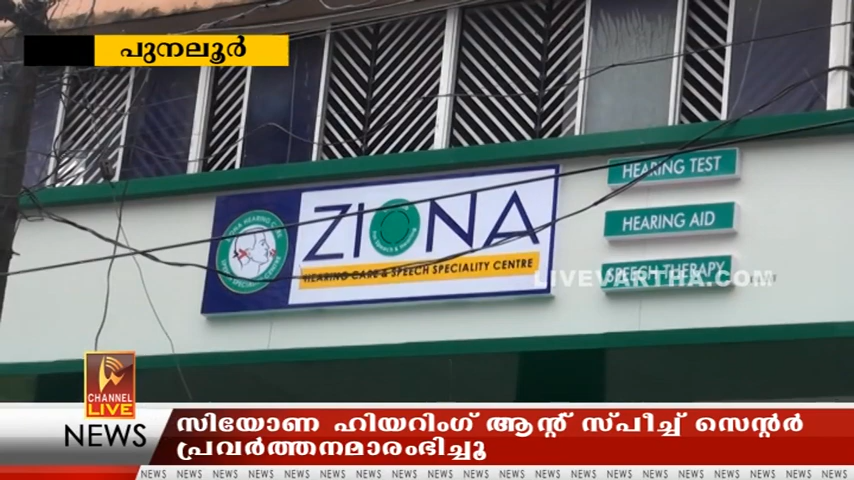 പുനലൂർ
HEARING TEST
ZIONA
HEARING AID
HEARING CARE & SPEECH SPECIALITY CENTRE
SPEECH THERAPY
LIVEVARTHA.COM
CHANNEL
LIVE
NEWS
സിയോണ ഹിയറിംഗ് ആന്റ് സ്പീച്ച് സെന്റർ
പ്രവർത്തനമാരംഭിച്ചൂ
NEWS NEWS NEWS NEWS NEWS NEWS NEWS NEWS NEWS NEWS NEWS NEWS NEWS NEWS NEWS NEWS NEWS NEWS NEWS NEWS